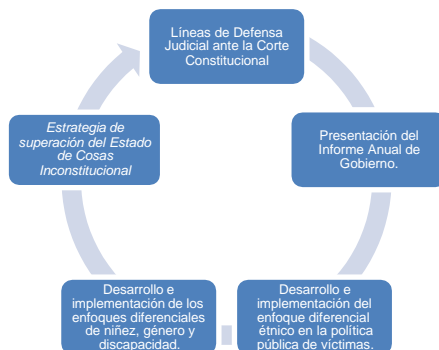 Líneas de Defensa
Judicial ante la Corte
Constitucional
Presentación del
Informe Anual de
Gobierno.
Desarrollo e
implementación del
enfoque diferencial
étnico en la política
pública de víctimas.
Desarrollo e
implementación de los
enfoques diferenciales
de niñez, género y
discapacidad.
Estrategia de
superación del Estado
de Cosas
Inconstitucional